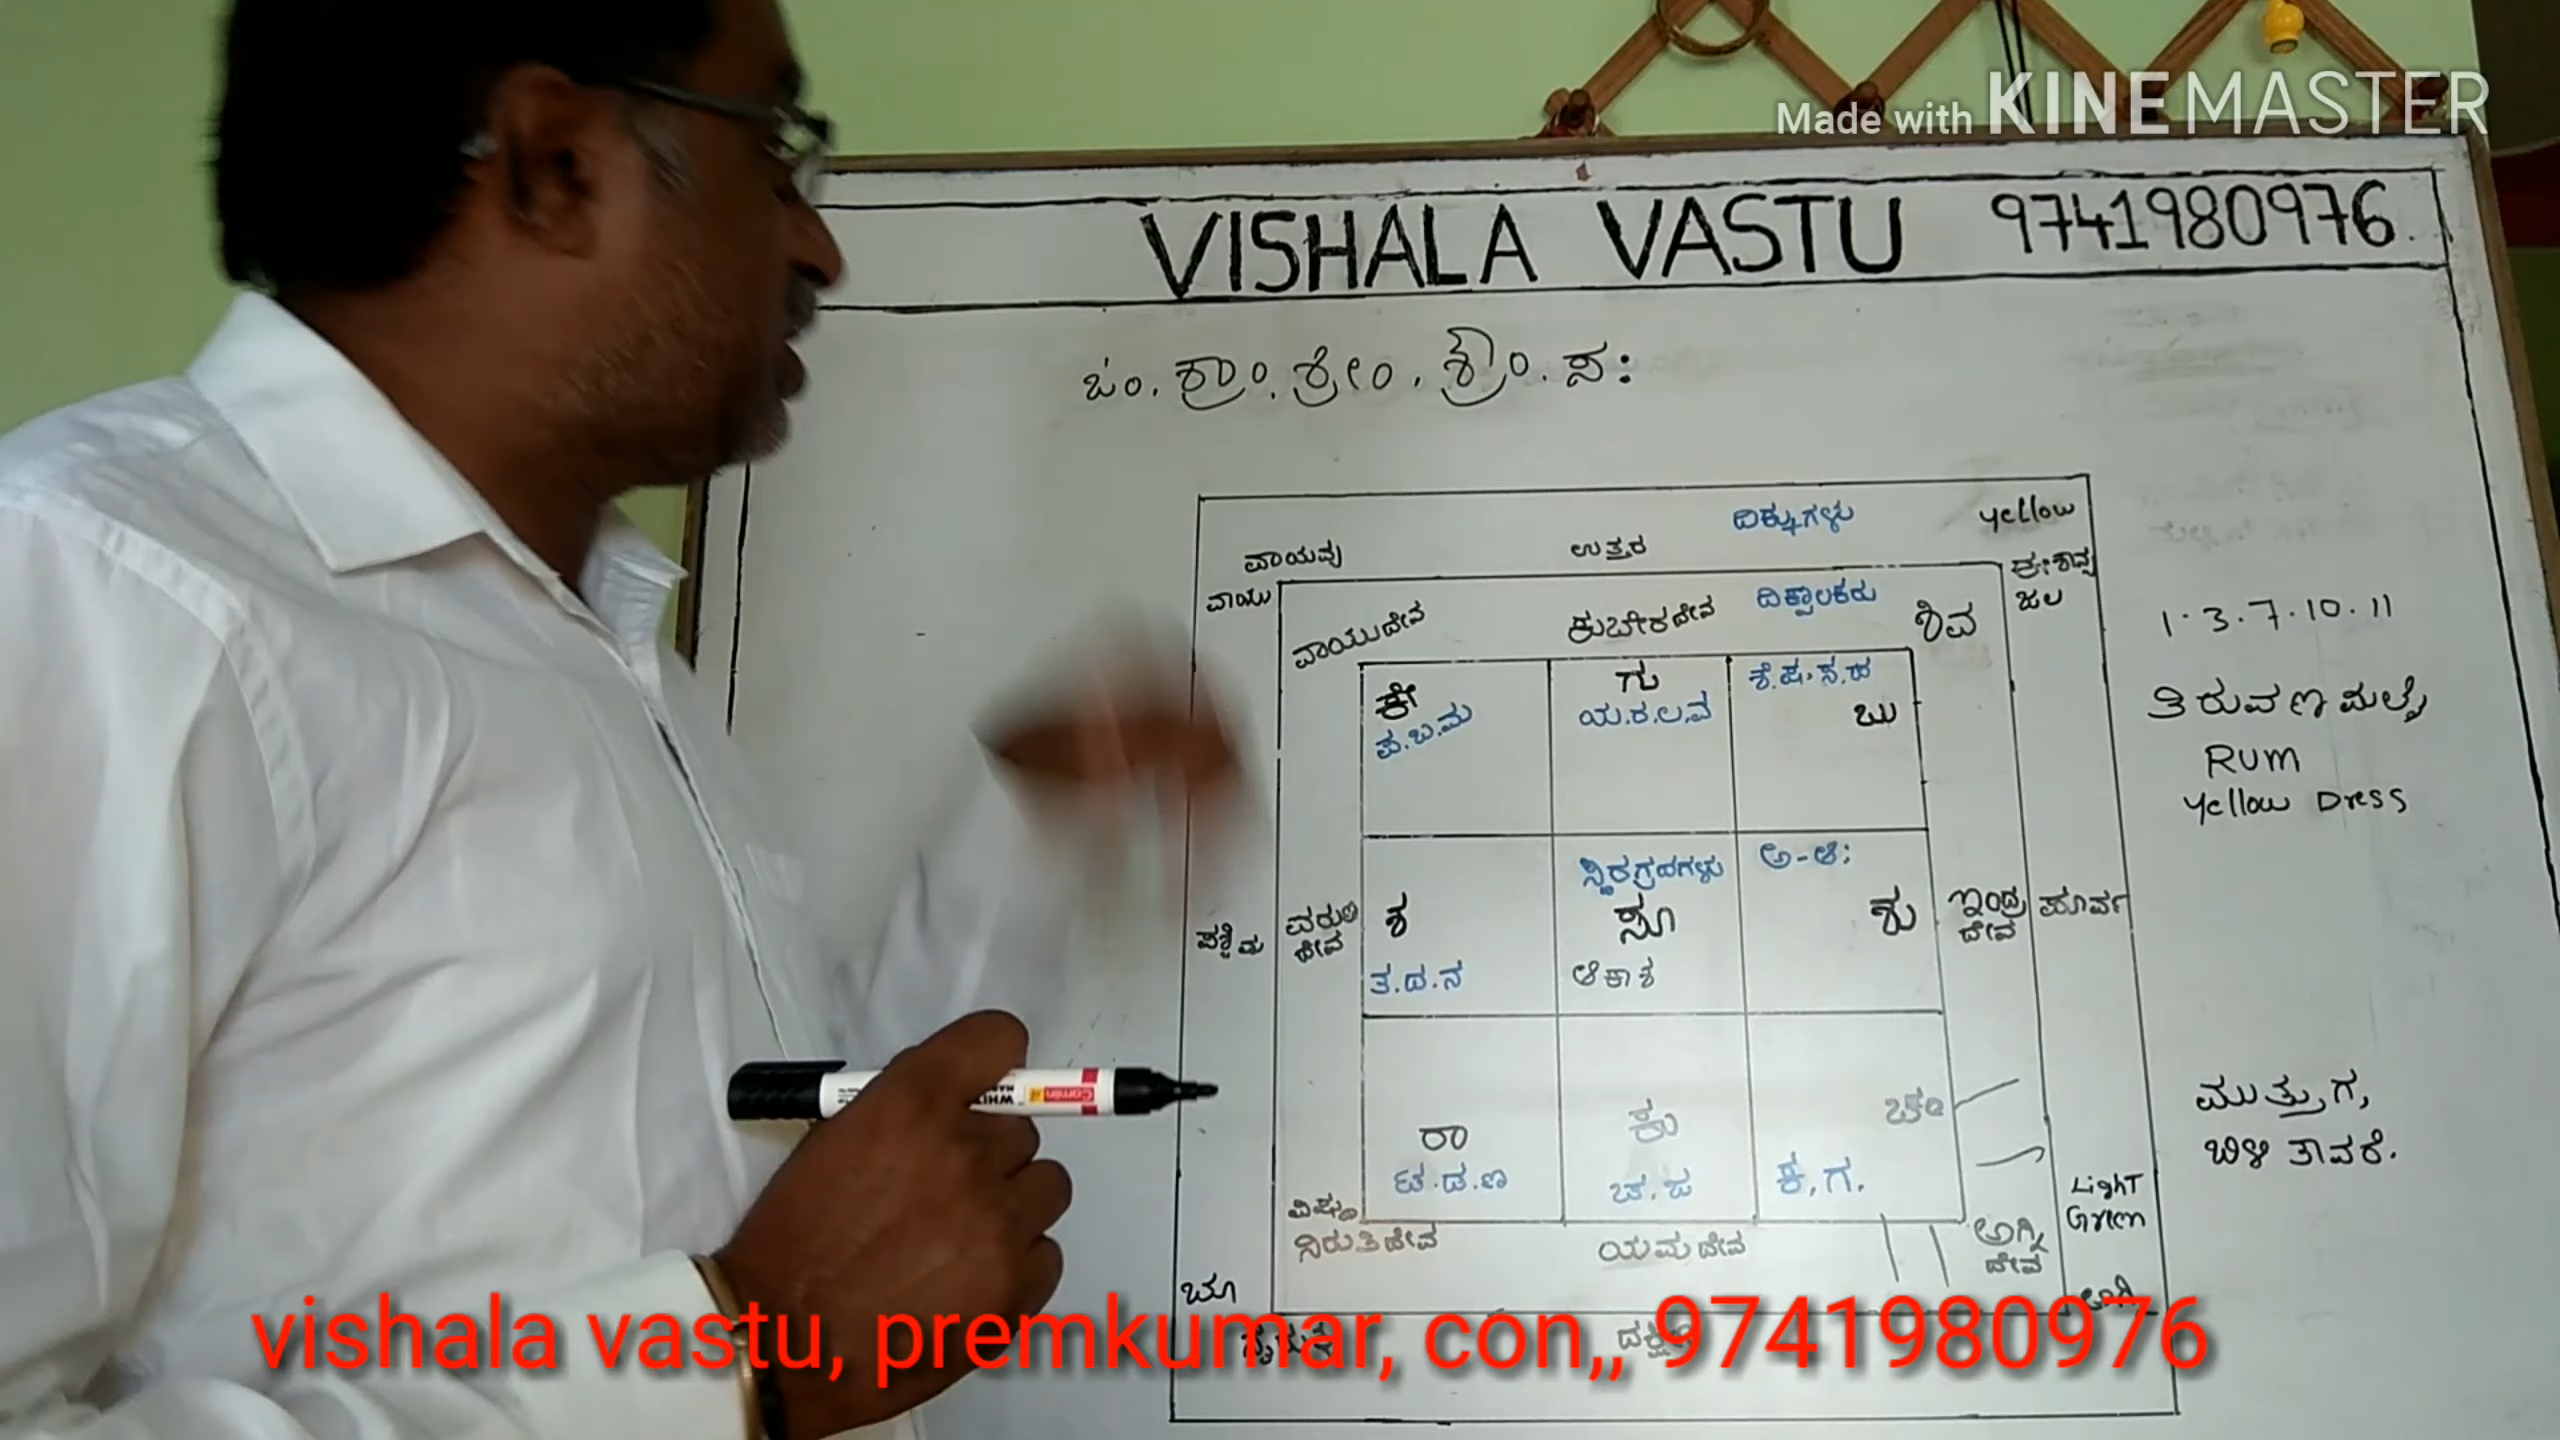 Made with KINEMASTER
VISHALA VASTU 9741980976
ಓಂ. ಶ್ರಾಂ. ಶ್ರೀಂ. ಶ್ರೌಂ. ಸ:
ದಿಕ್ಕುಗಳು yellow
ವಾಯವ್ಯ ಉತ್ತರ ಈಶಾನ್ಯ
ವಾಯು ದಿಕ್ಪಾಲಕರು ಜಲ
ವಾಯುದೇವ ಕುಬೇರದೇವ ಶಿವ
1. 3. 7. 10. 11
ಕೇ ಗು ಶ.ಷ.ಸ.ಹ
ಪ.ಬ.ಮ ಯ.ರ.ಲ.ವ ಬು
ತಿರುವಣಮಲೈ
RUM
yellow Dress
ಸ್ಥಿರಗ್ರಹಗಳು ಅ-ಅ:
ಪಶ್ಚಿಮ ವರುಣ ದೇವ ಶ ಸೂ ಶು ಇಂದ್ರ ದೇವ ಪೂರ್ವ
ತ.ದ.ನ ಆಕಾಶ
ರಾ ಕು ಚಂ
ಟ.ಡ.ಣ ಚ.ಜ ಕ.ಗ.
ಮುತ್ತುಗ,
ಬಿಳಿ ತಾವರೆ.
Light
Green
ವಿಷ್ಣು
ನಿರುತಿದೇವ ಯಮದೇವ ಅಗ್ನಿ
ದೇವ
ಭೂ
vishala vastu, premkumar, con,, 9741980976
comlin